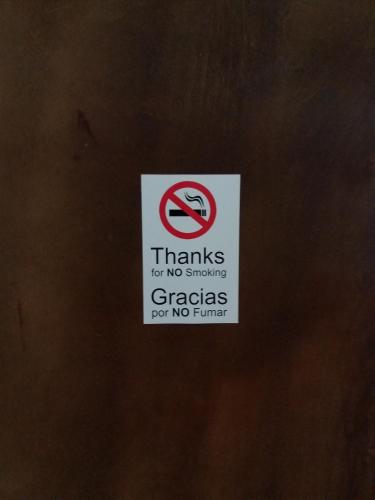 Thanks
for NO Smoking
Gracias
por NO Fumar